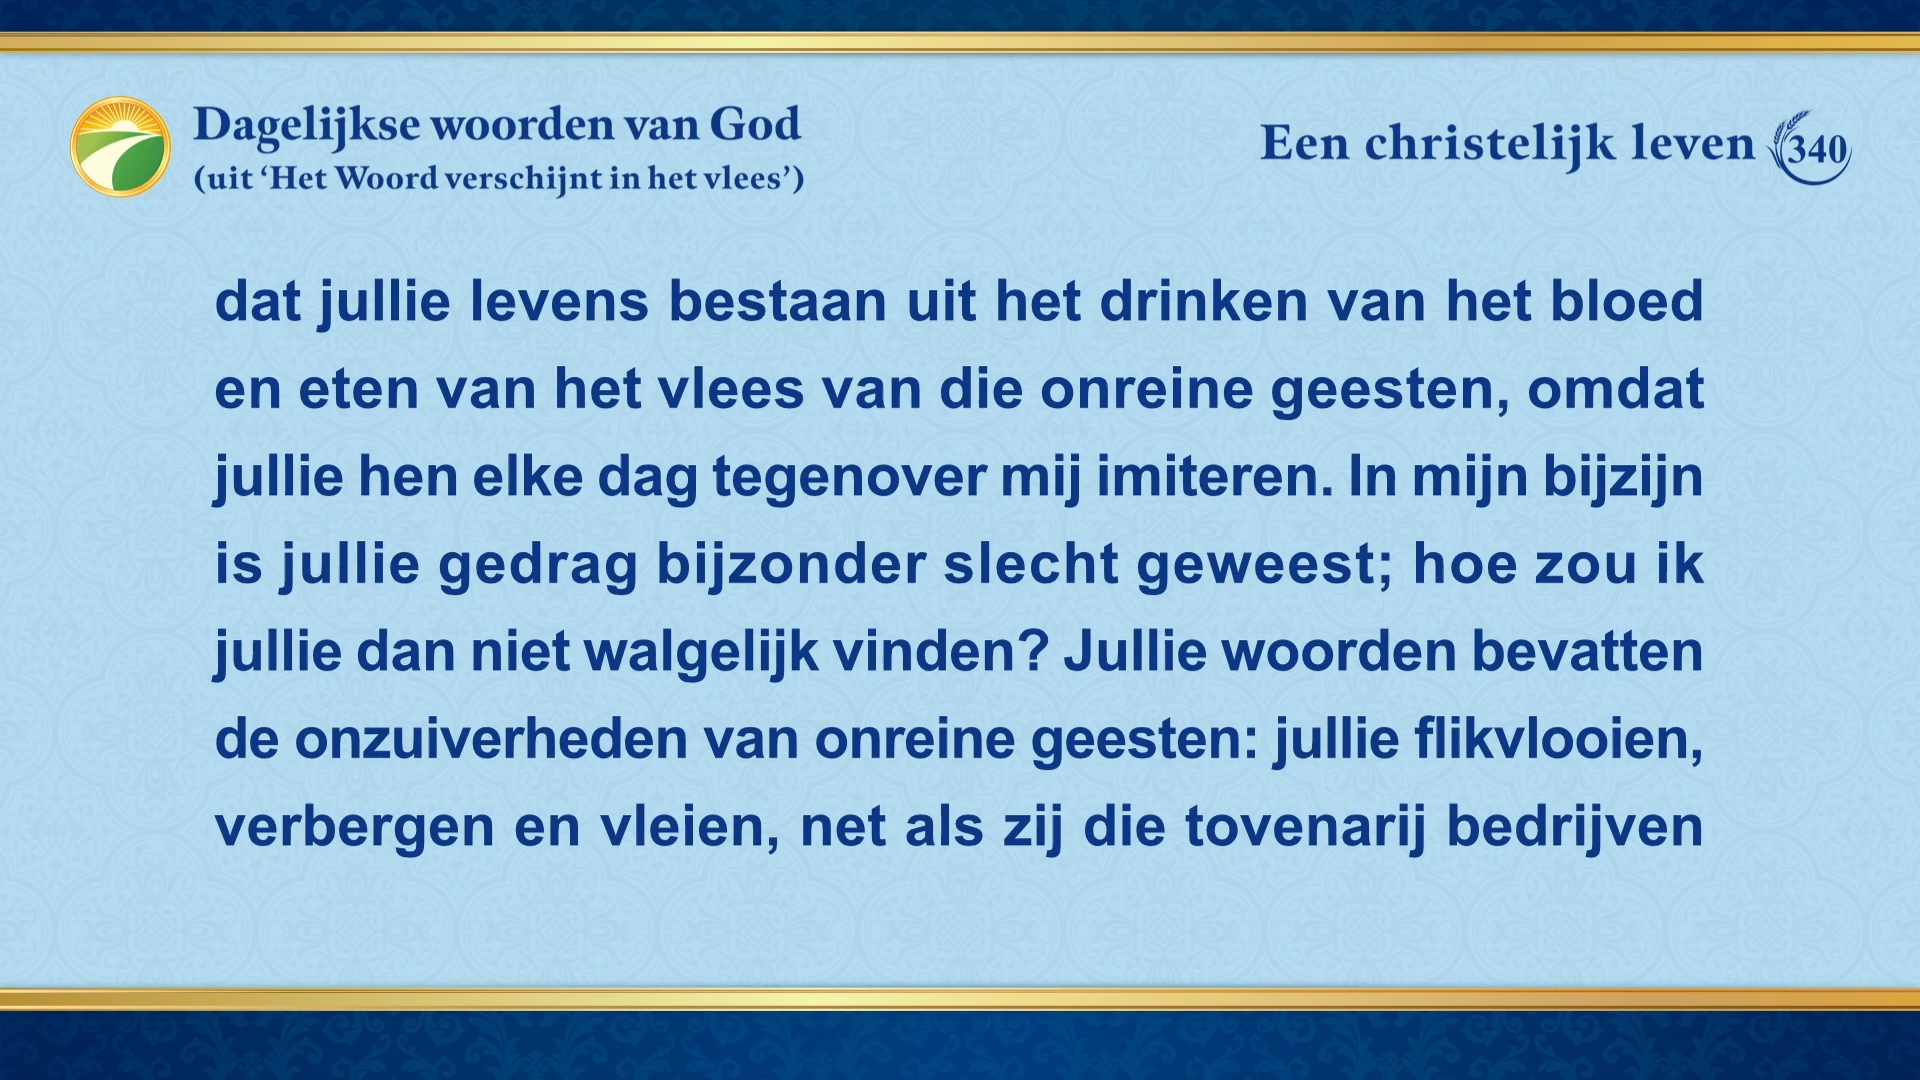 Dagelijkse woorden van God
(uit ‘Het Woord verschijnt in het vlees’)
Een christelijk leven 340
dat jullie levens bestaan uit het drinken van het bloed
en eten van het vlees van die onreine geesten, omdat
jullie hen elke dag tegenover mij imiteren. In mijn bijzijn
is jullie gedrag bijzonder slecht geweest; hoe zou ik
jullie dan niet walgelijk vinden? Jullie woorden bevatten
de onzuiverheden van onreine geesten: jullie flikvlooien,
verbergen en vleien, net als zij die tovenarij bedrijven